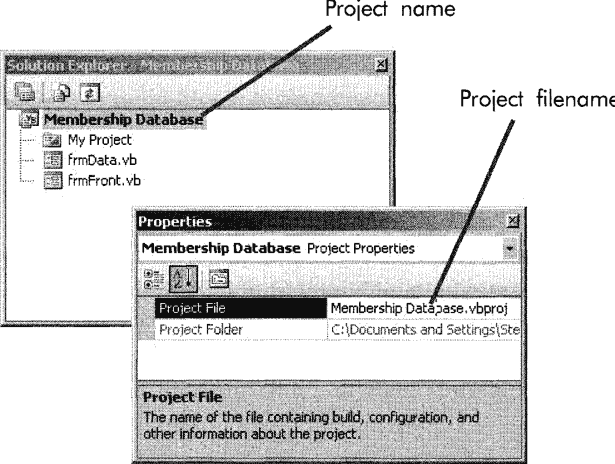 Project name
Solution Explorer - Membership Database
Membership Database
My Project
frmData.vb
frmFront.vb
Project filename
Properties
Membership Database Project Properties
Project File Membership Database.vbproj
Project Folder C:\Documents and Settings\Ste
Project File
The name of the file containing build, configuration, and
other information about the project.